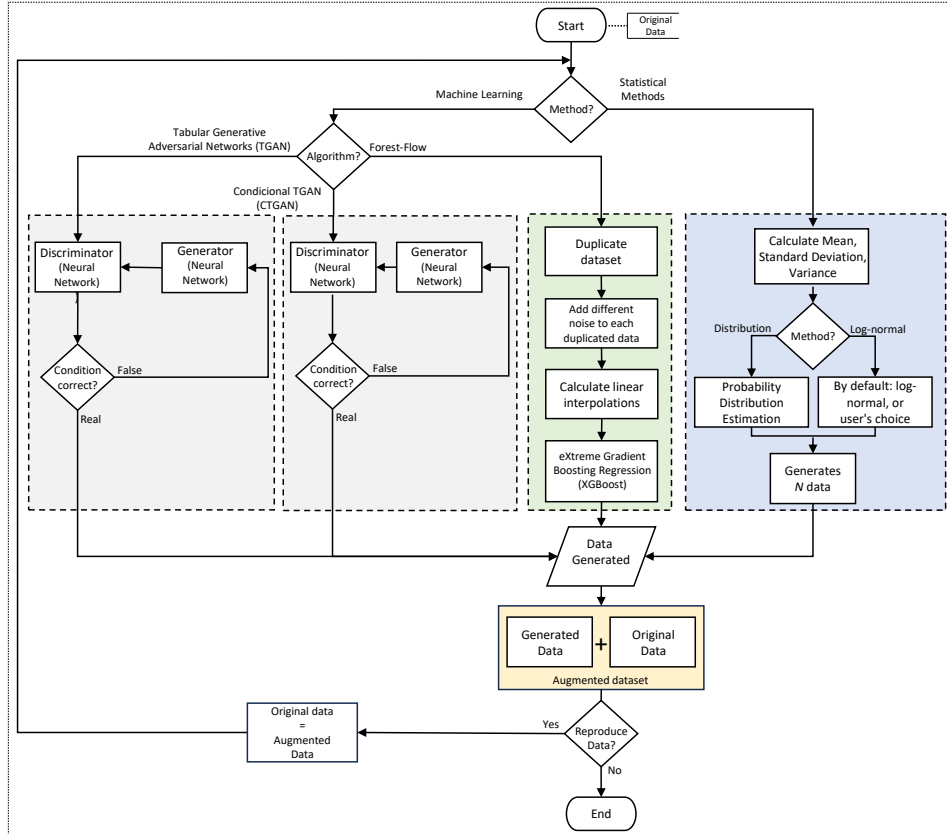 Start
Original
Data
Machine Learning
Statistical
Methods
Method?
Tabular Generative
Adversarial Networks (TGAN)
Algorithm?
Forest-Flow
Condicional TGAN
(CTGAN)
Discriminator
(Neural
Network)
Generator
(Neural
Network)
Condition
correct?
False
Real
Discriminator
(Neural
Network)
Generator
(Neural
Network)
Condition
correct?
False
Real
Duplicate
dataset
Add different
noise to each
duplicated data
Calculate linear
interpolations
eXtreme Gradient
Boosting Regression
(XGBoost)
Calculate Mean,
Standard Deviation,
Variance
Distribution
Method?
Log-normal
Probability
Distribution
Estimation
By default: log-
normal, or
user's choice
Generates
N data
Data
Generated
Generated
Data
+
Original
Data
Augmented dataset
Original data
=
Augmented
Data
Yes
Reproduce
Data?
No
End